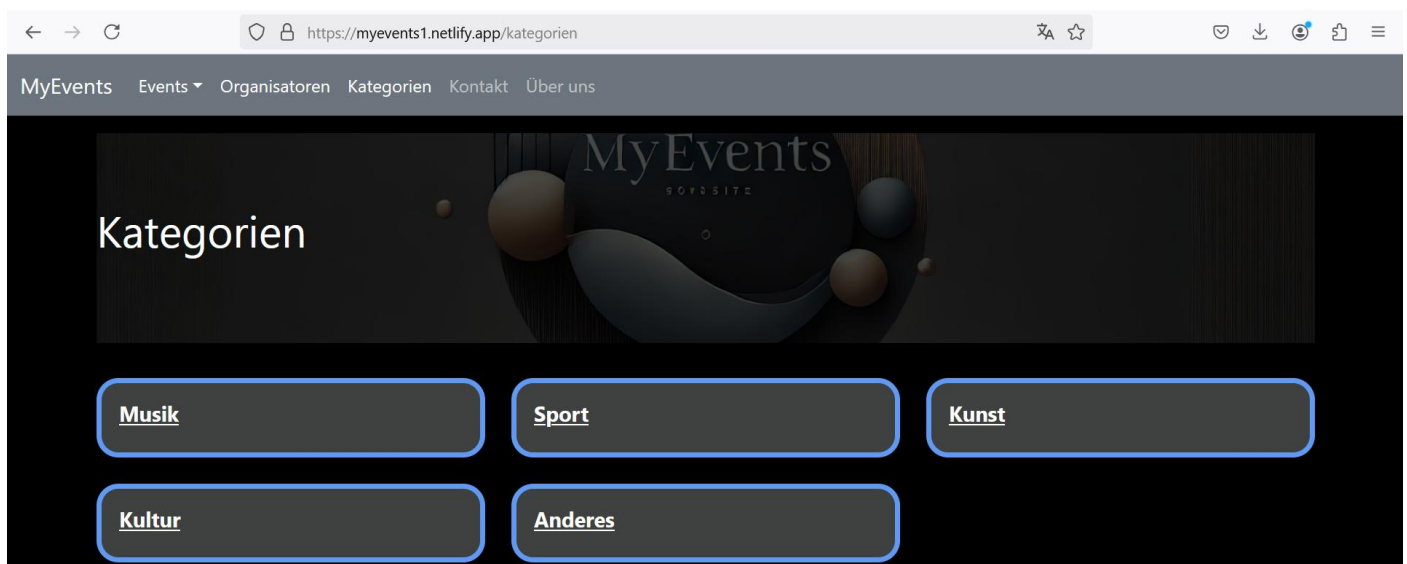 https://myevents1.netlify.app/kategorien
MyEvents Events Organisatoren Kategorien Kontakt Über uns
MyEvents
Kategorien
Musik Sport Kunst
Kultur Anderes